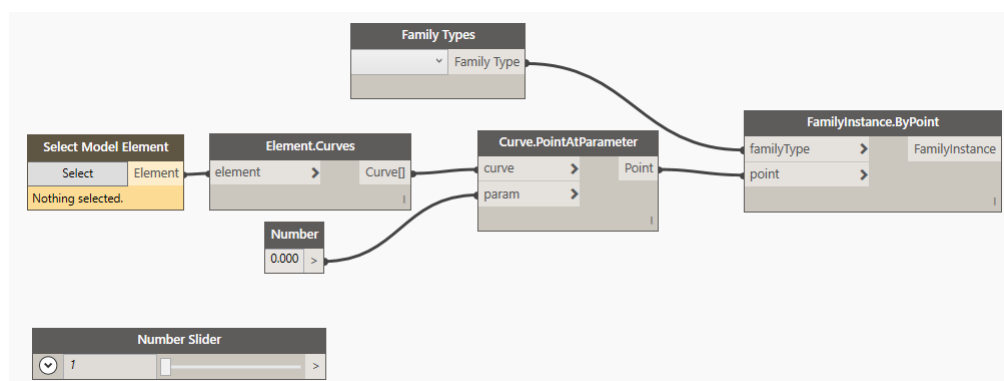 Family Types
Family Type
Select Model Element
Select
Element
Nothing selected.
Element.Curves
element >
Curve[]
|
Curve.PointAtParameter
curve >
Point
param >
|
FamilyInstance.ByPoint
familyType >
FamilyInstance
point >
|
Number
0.000 >
Number Slider
1 >